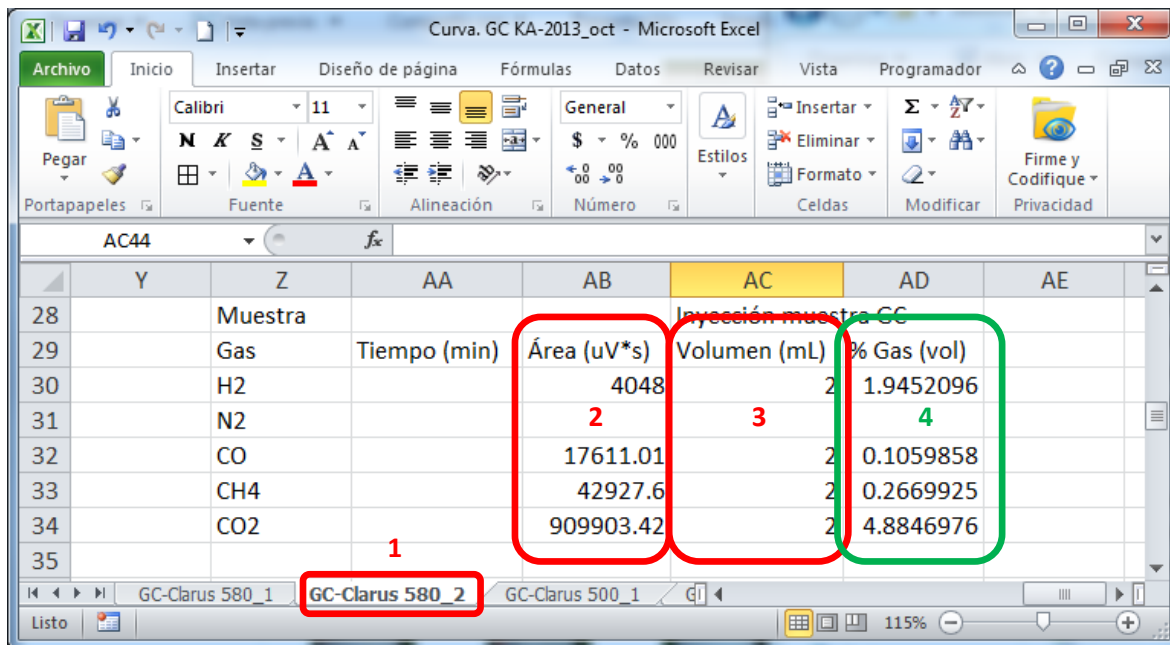 Curva. GC KA-2013_oct - Microsoft Excel
Archivo Inicio Insertar Diseño de página Fórmulas Datos Revisar Vista Programador
Calibri 11 General Insertar Σ
Pegar N K S A A $ % 000 Estilos Eliminar Firme y
A Formato Codifique
Portapapeles Fuente Alineación Número Celdas Modificar Privacidad
AC44 fx
Y Z AA AB AC AD AE
28 Muestra Inyección muestra GC
29 Gas Tiempo (min) Área (uV*s) Volumen (mL) % Gas (vol)
30 H2 4048 2 1.9452096
31 N2 2 3 4
32 CO 17611.01 2 0.1059858
33 CH4 42927.6 2 0.2669925
34 CO2 909903.42 2 4.8846976
35 1
GC-Clarus 580_1 GC-Clarus 580_2 GC-Clarus 500_1
Listo 115%